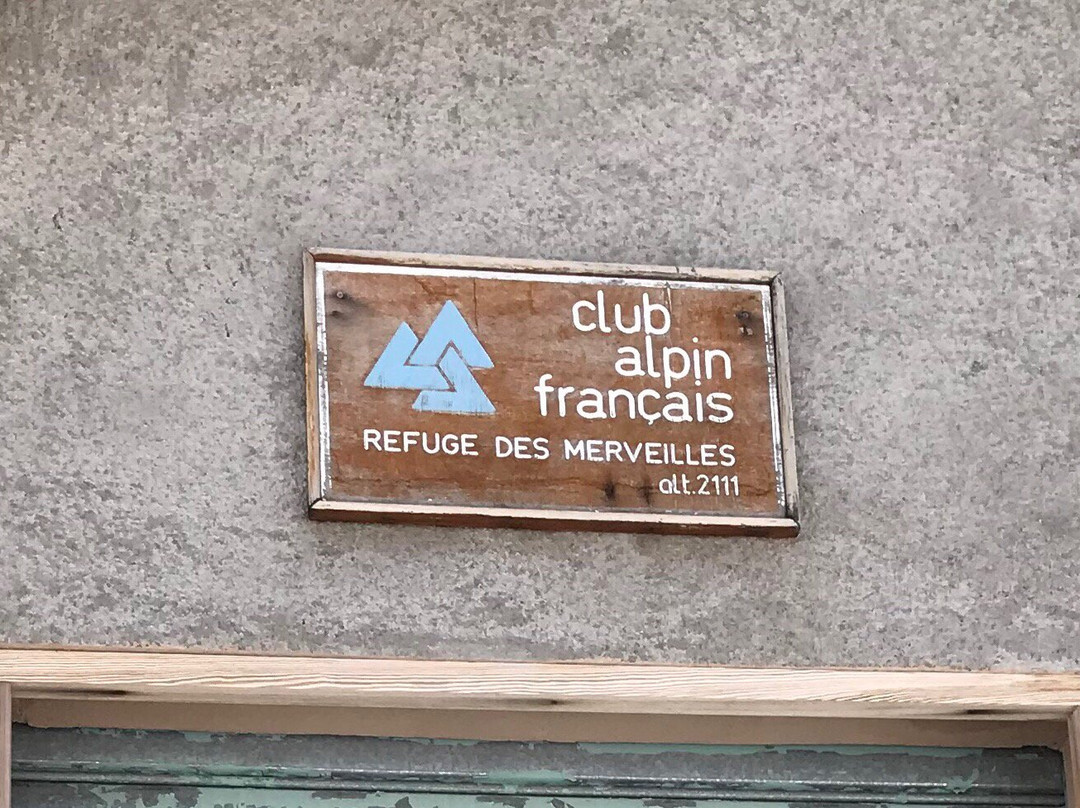 club
alpin
français
REFUGE DES MERVEILLES
alt.2111